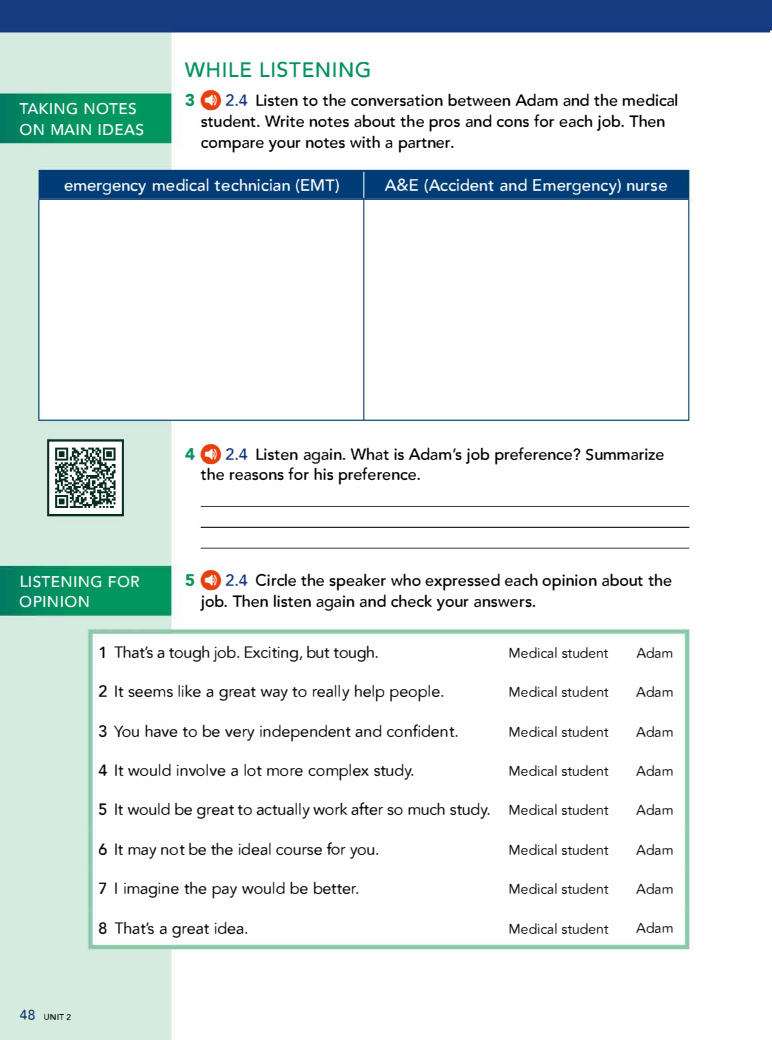 WHILE LISTENING
TAKING NOTES
ON MAIN IDEAS
3 2.4 Listen to the conversation between Adam and the medical
student. Write notes about the pros and cons for each job. Then
compare your notes with a partner.
emergency medical technician (EMT) A&E (Accident and Emergency) nurse
4 2.4 Listen again. What is Adam's job preference? Summarize
the reasons for his preference.
LISTENING FOR
OPINION
5 2.4 Circle the speaker who expressed each opinion about the
job. Then listen again and check your answers.
1 That's a tough job. Exciting, but tough. Medical student Adam
2 It seems like a great way to really help people. Medical student Adam
3 You have to be very independent and confident. Medical student Adam
4 It would involve a lot more complex study. Medical student Adam
5 It would be great to actually work after so much study. Medical student Adam
6 It may not be the ideal course for you. Medical student Adam
7 I imagine the pay would be better. Medical student Adam
8 That's a great idea. Medical student Adam
48 UNIT 2